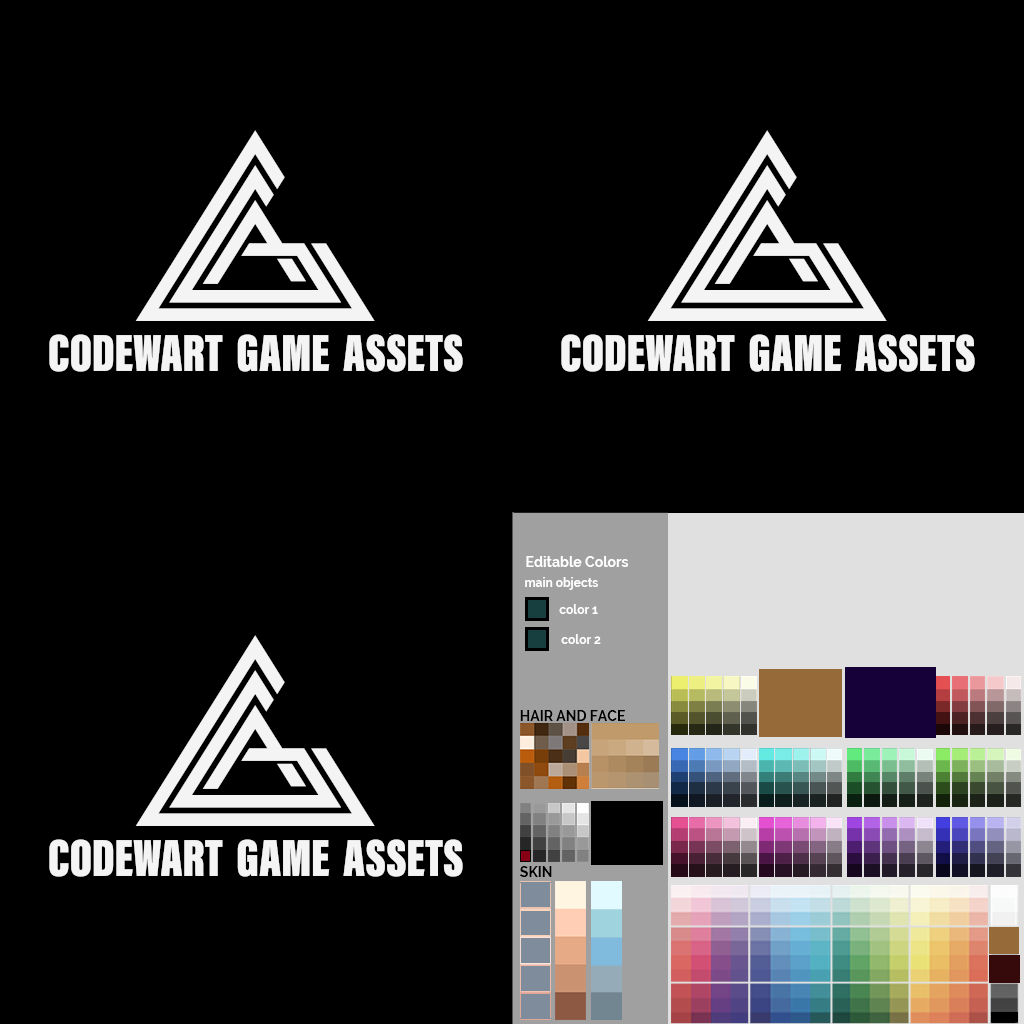 CODEWART GAME ASSETS
CODEWART GAME ASSETS
CODEWART GAME ASSETS
Editable Colors
main objects
color 1
color 2
HAIR AND FACE
SKIN